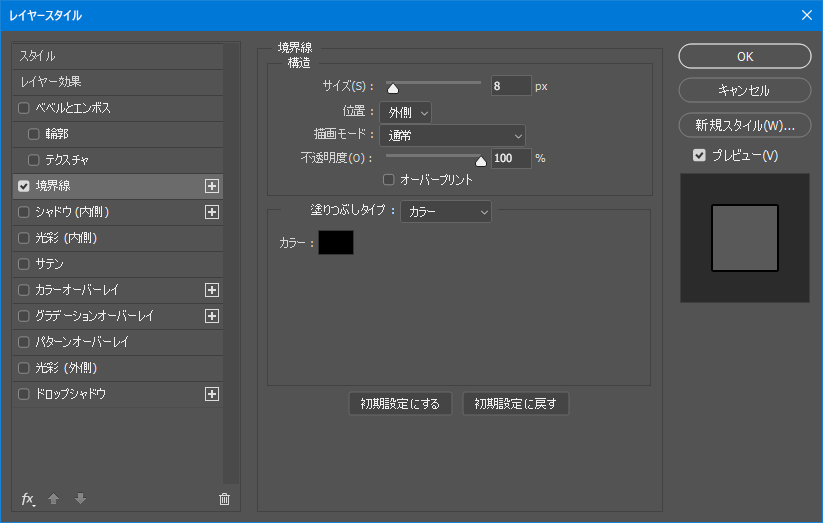 レイヤースタイル
スタイル
レイヤー効果
ベベルとエンボス
輪郭
テクスチャ
境界線
シャドウ (内側)
光彩 (内側)
サテン
カラーオーバーレイ
グラデーションオーバーレイ
パターンオーバーレイ
光彩 (外側)
ドロップシャドウ
fx
境界線
構造
サイズ(S) : 8 px
位置 : 外側
描画モード : 通常
不透明度(O) : 100 %
オーバープリント
塗りつぶしタイプ : カラー
カラー :
初期設定にする 初期設定に戻す
OK
キャンセル
新規スタイル(W)...
プレビュー(V)